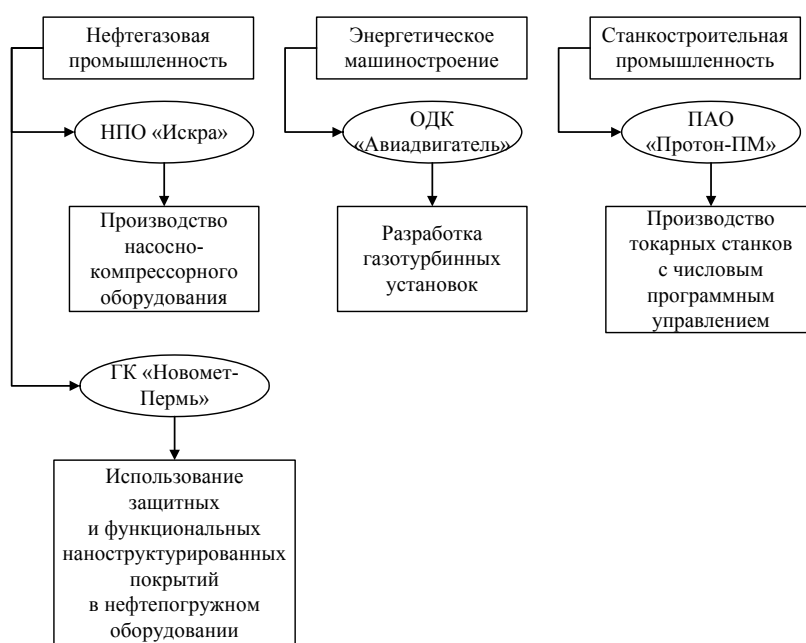 Нефтегазовая
промышленность
Энергетическое
машиностроение
Станкостроительная
промышленность
НПО «Искра»
ОДК
«Авиадвигатель»
ПАО
«Протон-ПМ»
Производство
насосно-
компрессорного
оборудования
Разработка
газотурбинных
установок
Производство
токарных станков
с числовым
программным
управлением
ГК «Новомет-
Пермь»
Использование
защитных
и функциональных
наноструктурированных
покрытий
в нефтепогружном
оборудовании